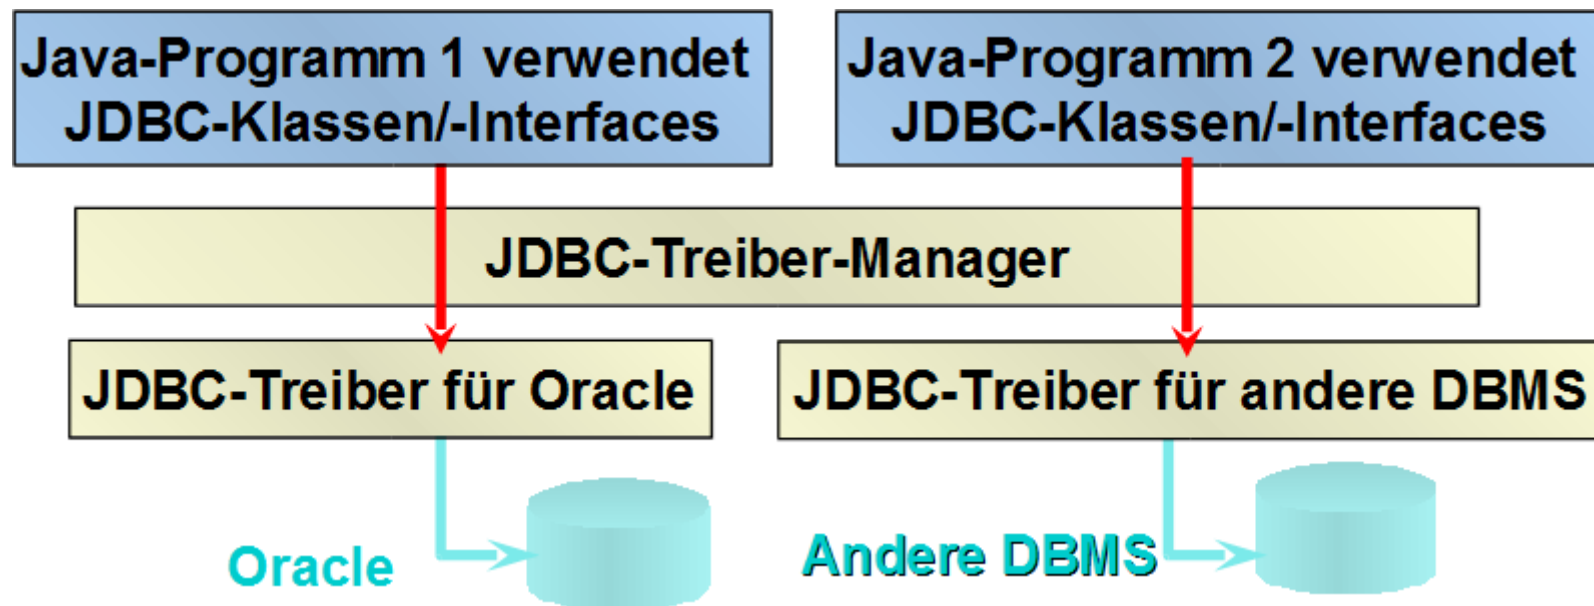 Java-Programm 1 verwendet
JDBC-Klassen/-Interfaces
Java-Programm 2 verwendet
JDBC-Klassen/-Interfaces
JDBC-Treiber-Manager
JDBC-Treiber für Oracle
JDBC-Treiber für andere DBMS
Oracle
Andere DBMS